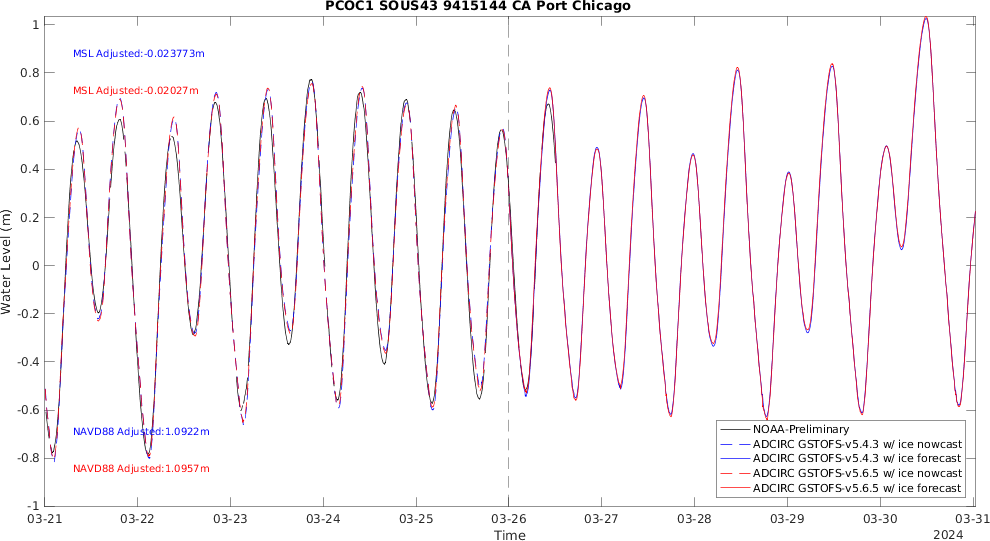 PCOC1 SOUS43 9415144 CA Port Chicago
MSL Adjusted:-0.023773m
MSL Adjusted:-0.02027m
NAVD88 Adjusted:1.0922m
NAVD88 Adjusted:1.0957m
Water Level (m)
1
0.8
0.6
0.4
0.2
0
-0.2
-0.4
-0.6
-0.8
-1
NOAA-Preliminary
ADCIRC GSTOFS-v5.4.3 w/ ice nowcast
ADCIRC GSTOFS-v5.4.3 w/ ice forecast
ADCIRC GSTOFS-v5.6.5 w/ ice nowcast
ADCIRC GSTOFS-v5.6.5 w/ ice forecast
03-21 03-22 03-23 03-24 03-25 03-26 03-27 03-28 03-29 03-30 03-31
Time
2024